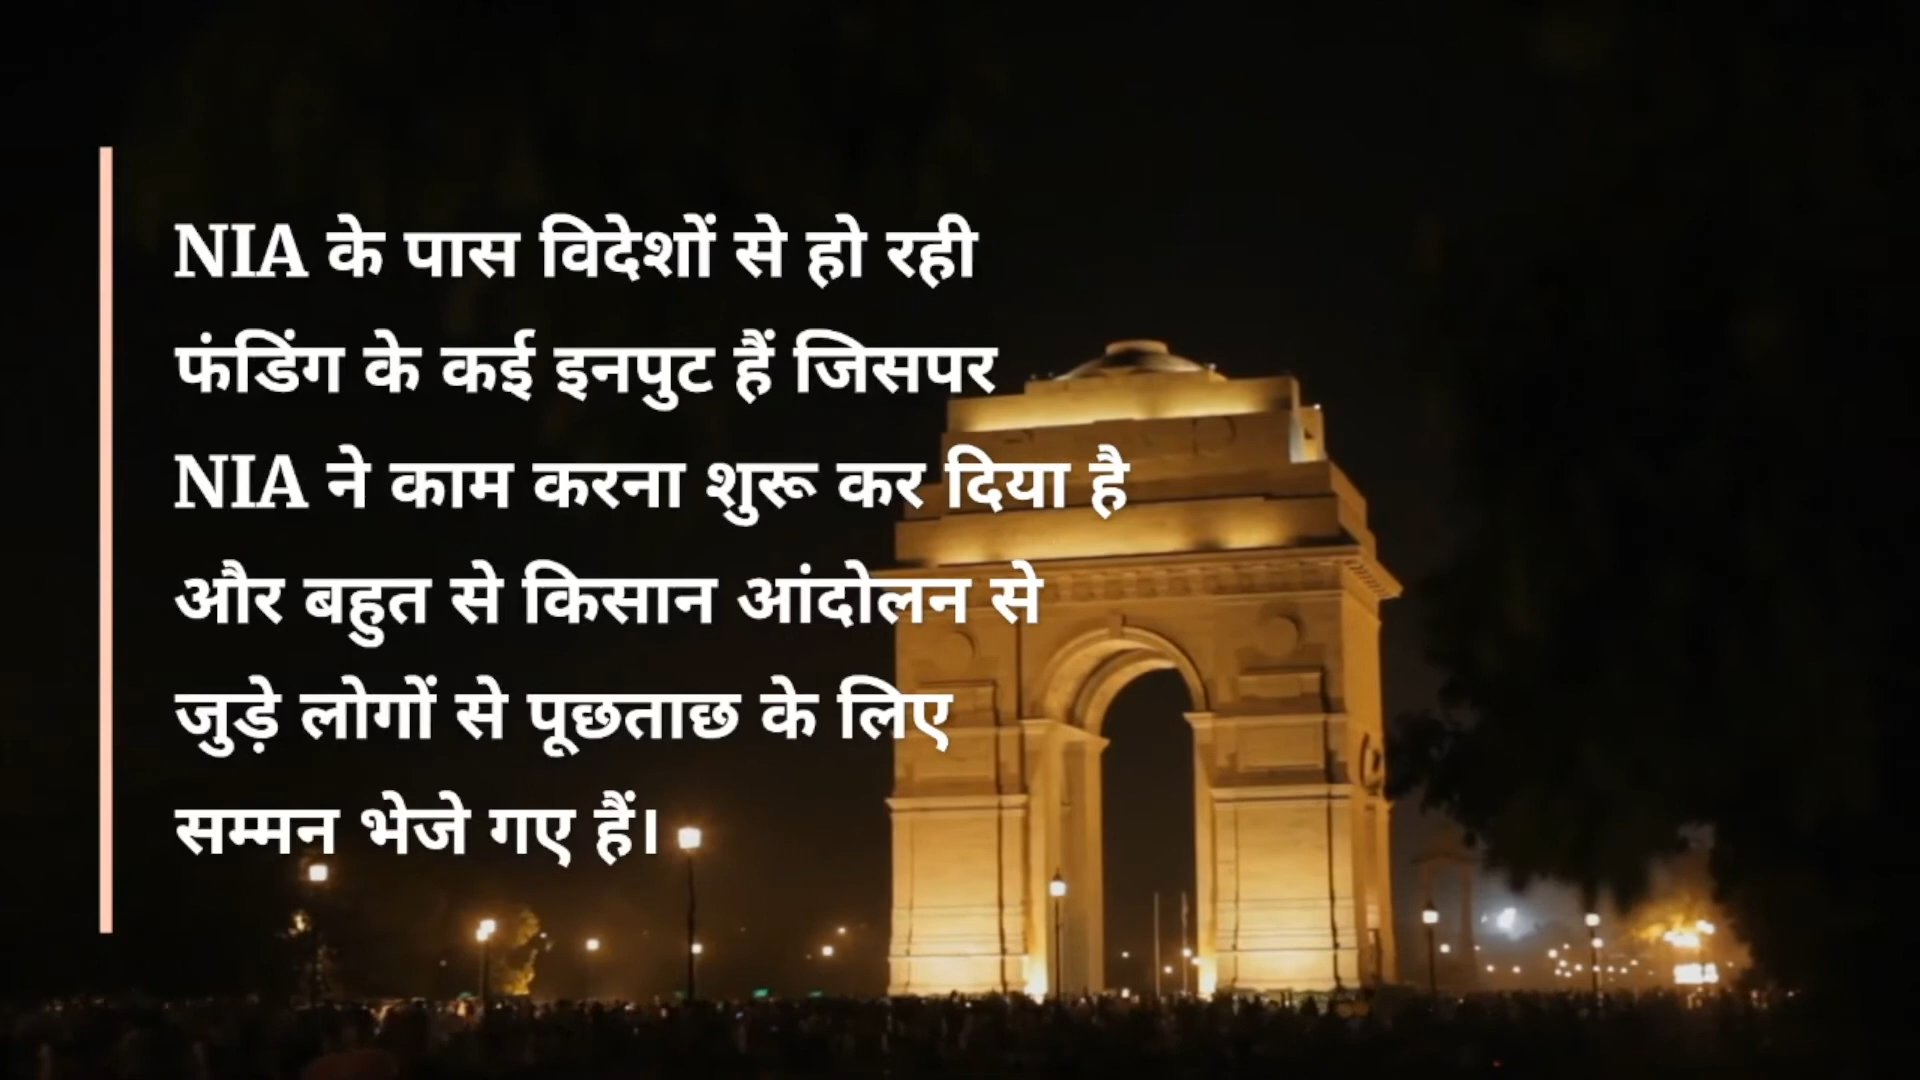 NIA के पास विदेशों से हो रही
फंडिंग के कई इनपुट हैं जिसपर
NIA ने काम करना शुरू कर दिया है
और बहुत से किसान आंदोलन से
जुड़े लोगों से पूछताछ के लिए
सम्मन भेजे गए हैं।